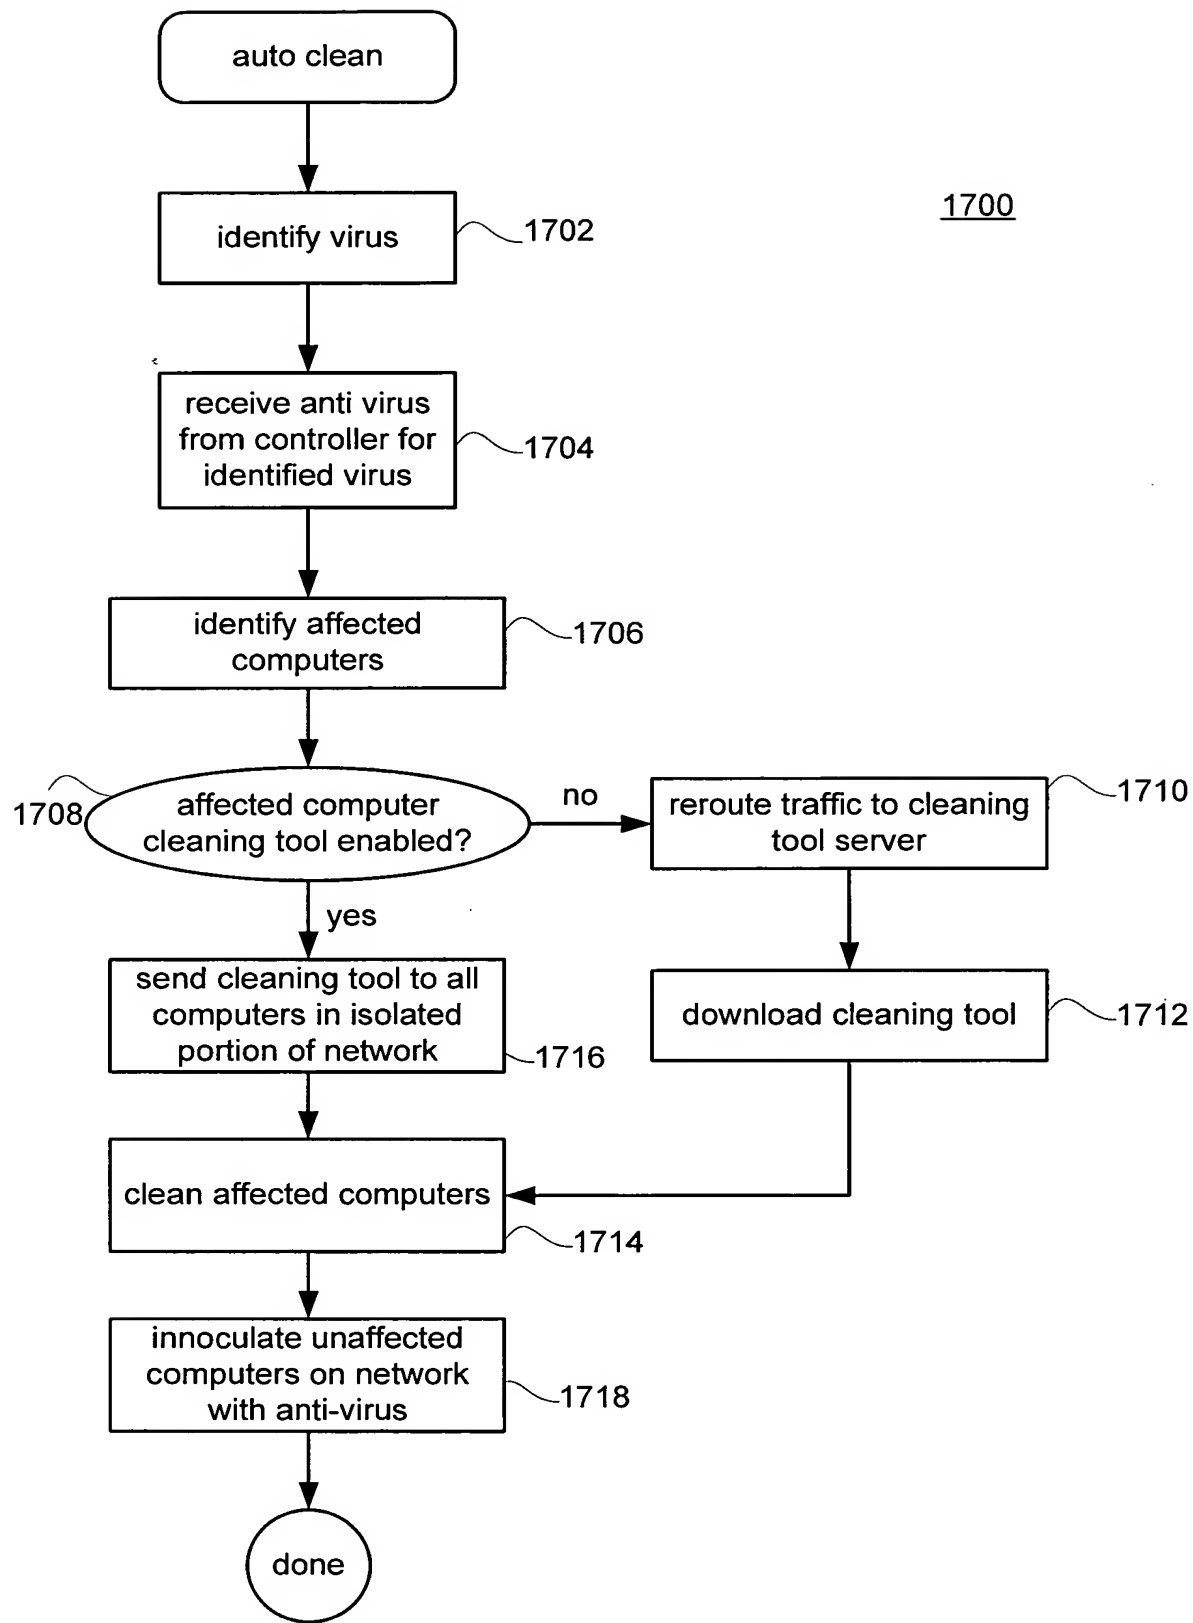 auto clean
1700
identify virus
1702
receive anti virus
from controller for
identified virus
1704
identify affected
computers
1706
1708
affected computer
cleaning tool enabled?
no
reroute traffic to cleaning
tool server
1710
yes
send cleaning tool to all
computers in isolated
portion of network
1716
download cleaning tool
1712
clean affected computers
1714
innoculate unaffected
computers on network
with anti-virus
1718
done